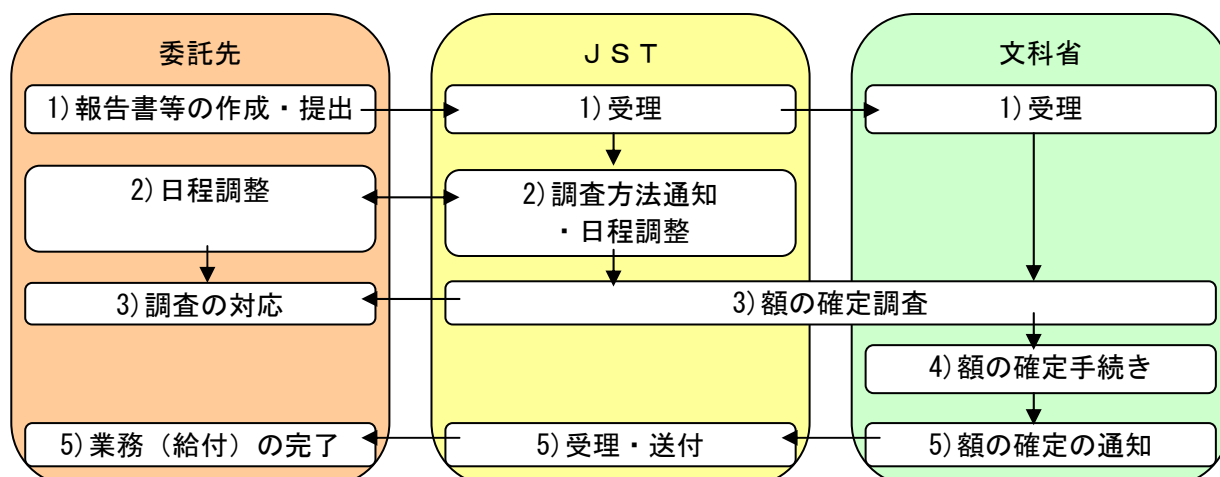 委託先
ＪＳＴ
文科省
1)報告書等の作成・提出
1)受理
1)受理
2)日程調整
2)調査方法通知
・日程調整
3)調査の対応
3)額の確定調査
4)額の確定手続き
5)業務（給付）の完了
5)受理・送付
5)額の確定の通知